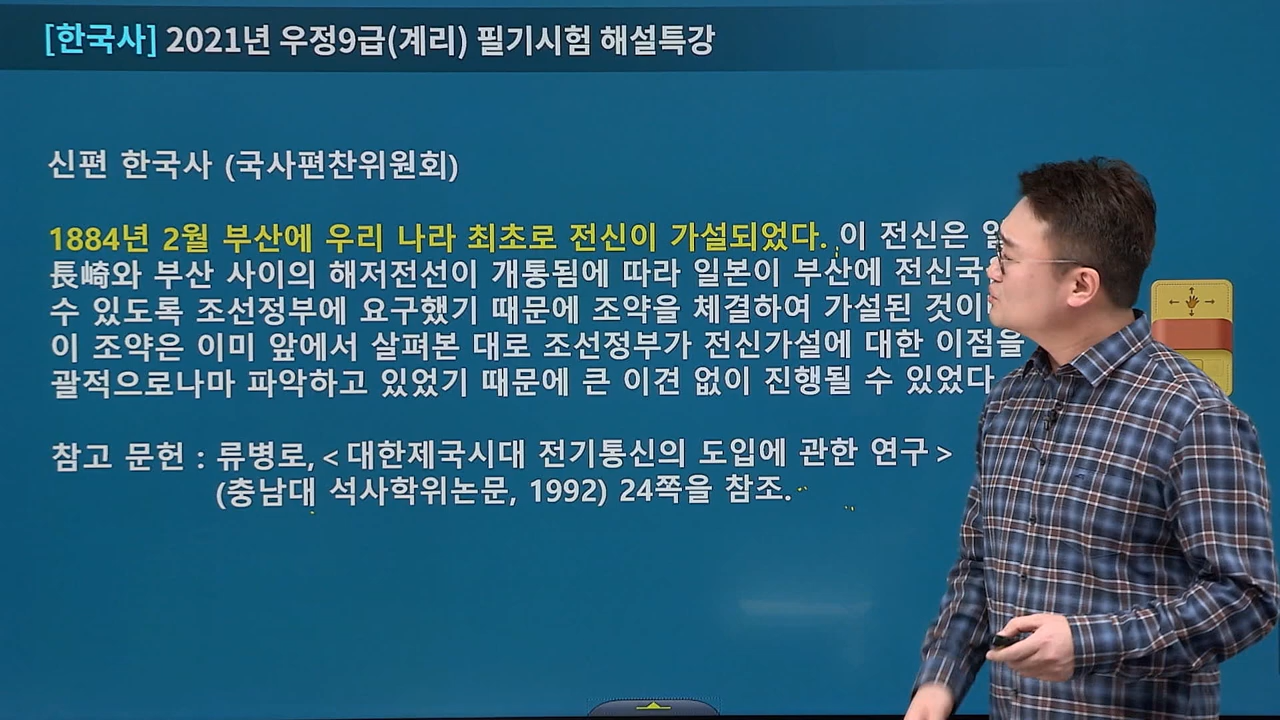 [한국사] 2021년 우정9급(계리) 필기시험 해설특강
신편 한국사 (국사편찬위원회)
1884년 2월 부산에 우리 나라 최초로 전신이 가설되었다. 이 전신은
長崎와 부산 사이의 해저전선이 개통됨에 따라 일본이 부산에
수 있도록 조선정부에 요구했기 때문에 조약을 체결하여 가설된
이 조약은 이미 앞에서 살펴본 대로 조선정부가 전신가설에 대한 이점을
괄적으로나마 파악하고 있었기 때문에 큰 이견 없이 진행될 수 있었다
참고 문헌 : 류병로, <대한제국시대 전기통신의 도입에 관한 연구>
(충남대 석사학위논문, 1992) 24쪽을 참조.